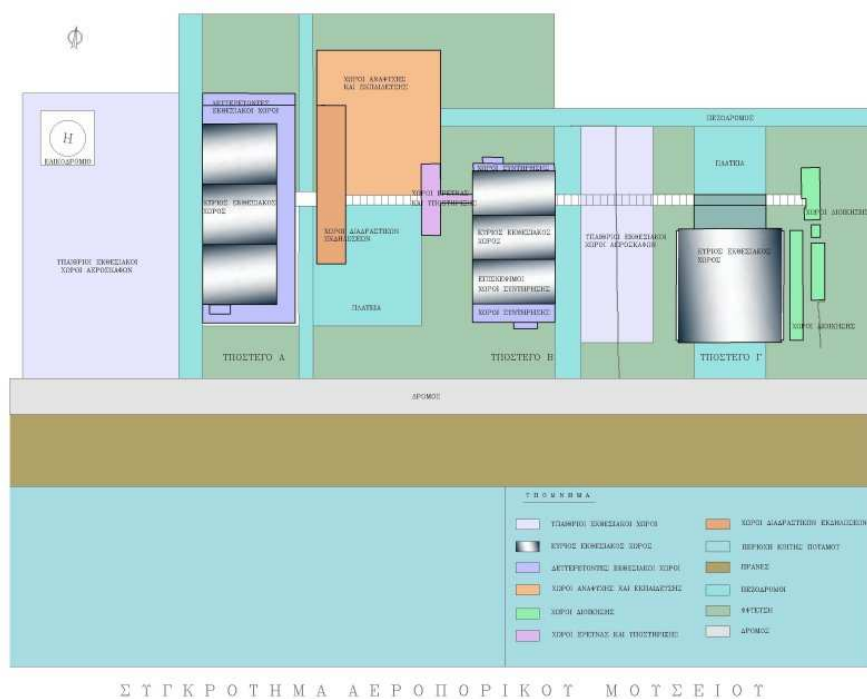 ΔΕΥΤΕΡΕΥΟΝΤΕΣ
ΕΚΘΕΣΙΑΚΟΙ ΧΩΡΟΙ
ΧΩΡΟΙ ΑΝΑΨΥΧΗΣ
ΚΑΙ ΕΚΠΑΙΔΕΥΣΗΣ
H
ΕΛΙΚΟΔΡΟΜΙΟ
ΠΕΖΟΔΡΟΜΟΣ
ΠΛΑΤΕΙΑ
ΧΩΡΟΙ ΣΥΝΤΗΡΗΣΗΣ
ΧΩΡΟΙ ΕΡΕΥΝΑΣ
ΚΑΙ ΥΠΟΣΤΗΡΙΞΗΣ
ΚΥΡΙΟΣ ΕΚΘΕΣΙΑΚΟΣ
ΧΩΡΟΣ
ΧΩΡΟΙ ΔΙΟΙΚΗΣΗΣ
ΧΩΡΟΙ ΔΙΑΔΡΑΣΤΙΚΩΝ
ΕΚΔΗΛΩΣΕΩΝ
ΚΥΡΙΟΣ ΕΚΘΕΣΙΑΚΟΣ
ΧΩΡΟΣ
ΥΠΑΙΘΡΙΟΙ ΕΚΘΕΣΙΑΚΟΙ
ΧΩΡΟΙ ΑΕΡΟΣΚΑΦΩΝ
ΚΥΡΙΟΣ ΕΚΘΕΣΙΑΚΟΣ
ΧΩΡΟΣ
ΥΠΑΙΘΡΙΟΙ ΕΚΘΕΣΙΑΚΟΙ
ΧΩΡΟΙ ΑΕΡΟΣΚΑΦΩΝ
ΕΠΙΣΚΕΨΙΜΟΙ
ΧΩΡΟΙ ΣΥΝΤΗΡΗΣΗΣ
ΠΛΑΤΕΙΑ
ΧΩΡΟΙ ΣΥΝΤΗΡΗΣΗΣ
ΧΩΡΟΙ ΔΙΟΙΚΗΣΗΣ
ΥΠΟΣΤΕΓΟ Α
ΥΠΟΣΤΕΓΟ Β
ΥΠΟΣΤΕΓΟ Γ
ΔΡΟΜΟΣ
ΥΠΟΜΝΗΜΑ
ΥΠΑΙΘΡΙΟΙ ΕΚΘΕΣΙΑΚΟΙ ΧΩΡΟΙ
ΚΥΡΙΟΣ ΕΚΘΕΣΙΑΚΟΣ ΧΩΡΟΣ
ΔΕΥΤΕΡΕΥΟΝΤΕΣ ΕΚΘΕΣΙΑΚΟΙ ΧΩΡΟΙ
ΧΩΡΟΙ ΑΝΑΨΥΧΗΣ ΚΑΙ ΕΚΠΑΙΔΕΥΣΗΣ
ΧΩΡΟΙ ΔΙΟΙΚΗΣΗΣ
ΧΩΡΟΙ ΕΡΕΥΝΑΣ ΚΑΙ ΥΠΟΣΤΗΡΙΞΗΣ
ΧΩΡΟΙ ΔΙΑΔΡΑΣΤΙΚΩΝ ΕΚΔΗΛΩΣΕΩΝ
ΠΕΡΙΟΧΗ ΚΟΙΤΗΣ ΠΟΤΑΜΟΥ
ΠΡΑΝΕΣ
ΠΕΖΟΔΡΟΜΟΙ
ΦΥΤΕΥΣΗ
ΔΡΟΜΟΣ
ΣΥΓΚΡΟΤΗΜΑ ΑΕΡΟΠΟΡΙΚΟΥ ΜΟΥΣΕΙΟΥ